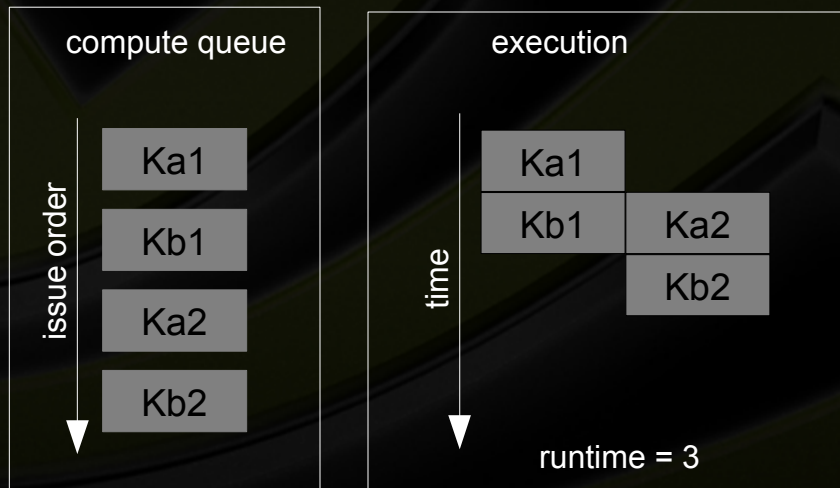 compute queue
issue order
Ka1
Kb1
Ka2
Kb2
execution
time
Ka1
Kb1 Ka2
Kb2
runtime = 3